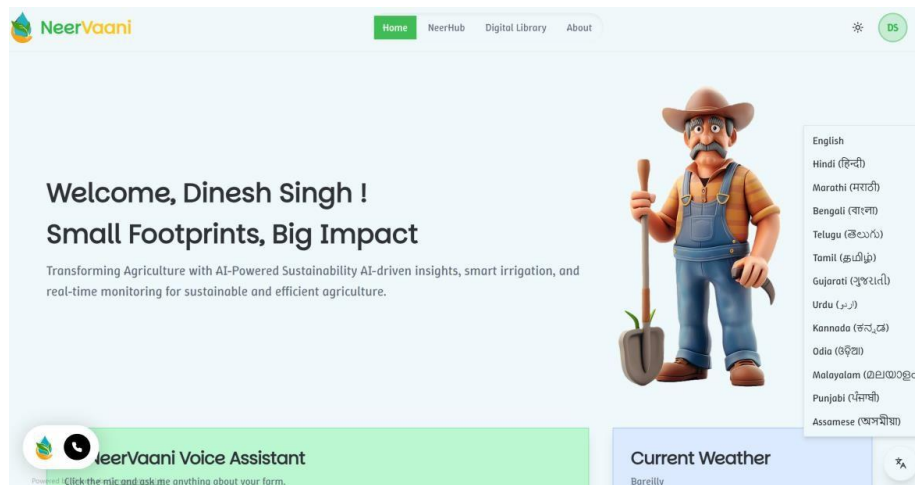 NeerVaani
Home NeerHub Digital Library About
DS
Welcome, Dinesh Singh !
Small Footprints, Big Impact
Transforming Agriculture with AI-Powered Sustainability AI-driven insights, smart irrigation, and
real-time monitoring for sustainable and efficient agriculture.
English
Hindi (हिन्दी)
Marathi (मराठी)
Bengali (বাংলা)
Telugu (తెలుగు)
Tamil (தமிழ்)
Gujarati (ગુજરાતી)
Urdu (اردو)
Kannada (ಕನ್ನಡ)
Odia (ଓଡ଼ିଆ)
Malayalam (മലയാളം
Punjabi (ਪੰਜਾਬੀ)
Assamese (অসমীয়া)
NeerVaani Voice Assistant
Click the mic and ask me anything about your farm.
Current Weather
Bareilly
Powered